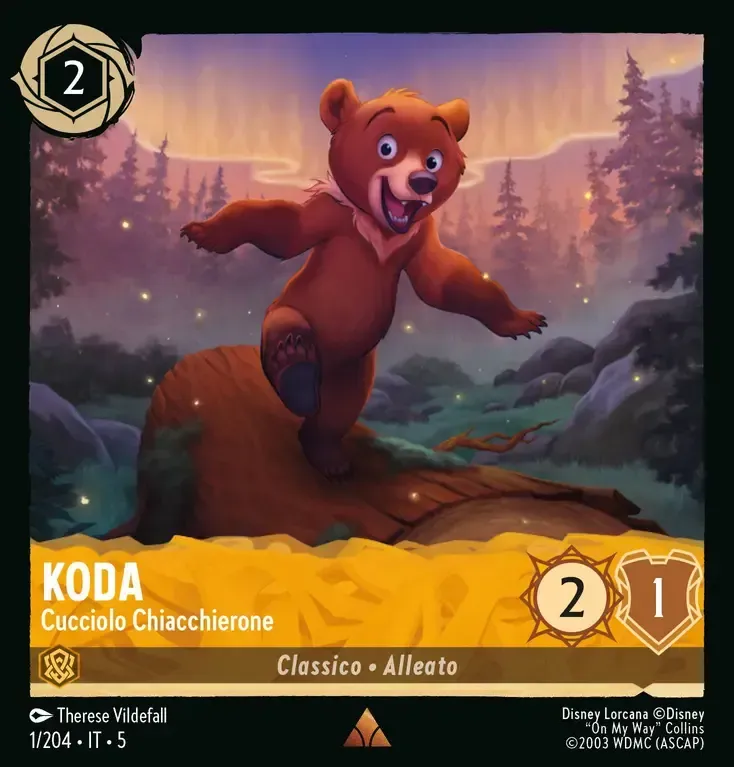 2
KODA
Cucciolo Chiacchierone
2
1
Classico • Alleato
Therese Vildefall
1/204 • IT • 5
Disney Lorcana ©Disney
“On My Way” Collins
©2003 WDMC (ASCAP)